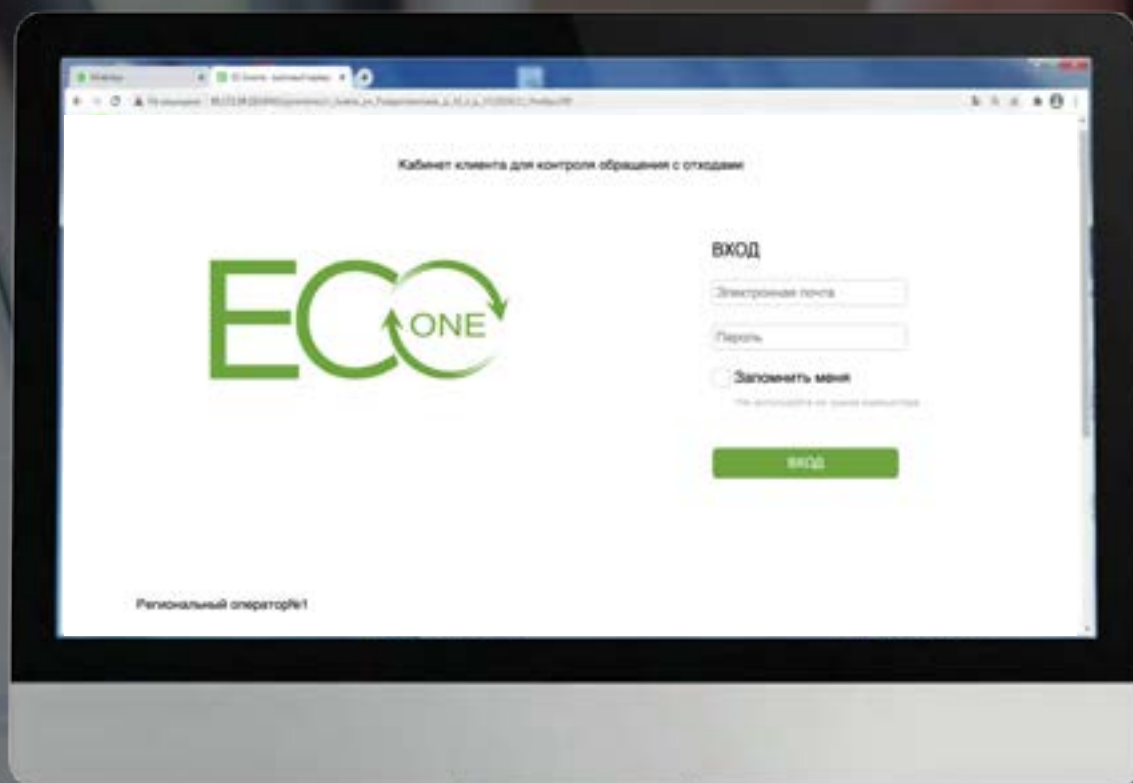 Кабинет клиента для контроля обращения с отходами
ECO ONE
ВХОД
Электронная почта
Пароль
Запомнить меня
ВХОД
Региональный оператор№1